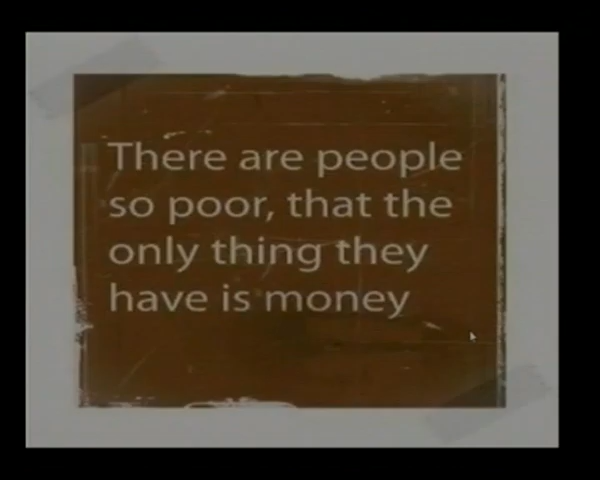 There are people
so poor, that the
only thing they
have is money